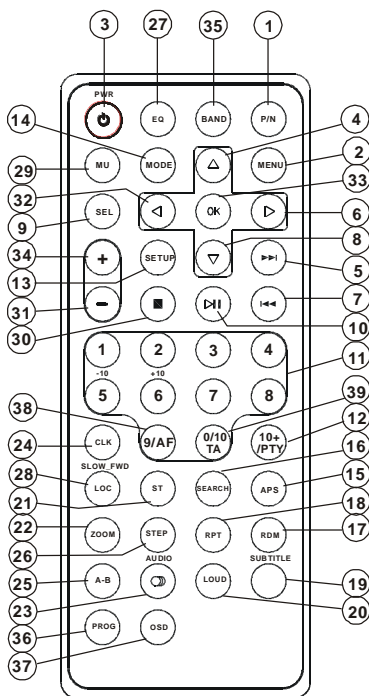 27 35 1
3
PWR
EQ BAND P/N
4
14
MU MODE MENU
2
29
33
32
OK
6
9
SEL
8
34
+ SETUP
13
5
31
-
7
30
10
1 2 3 4
11
-10 +10
5 6 7 8
38
39
9/AF 0/10 TA 10+ /PTY
12
24
CLK
16
SLOW_FWD
28
LOC ST SEARCH APS
15
21
18
22
ZOOM STEP RPT RDM
17
26
AUDIO SUBTITLE
25
A-B LOUD
19
23
20
36
PROG OSD
37